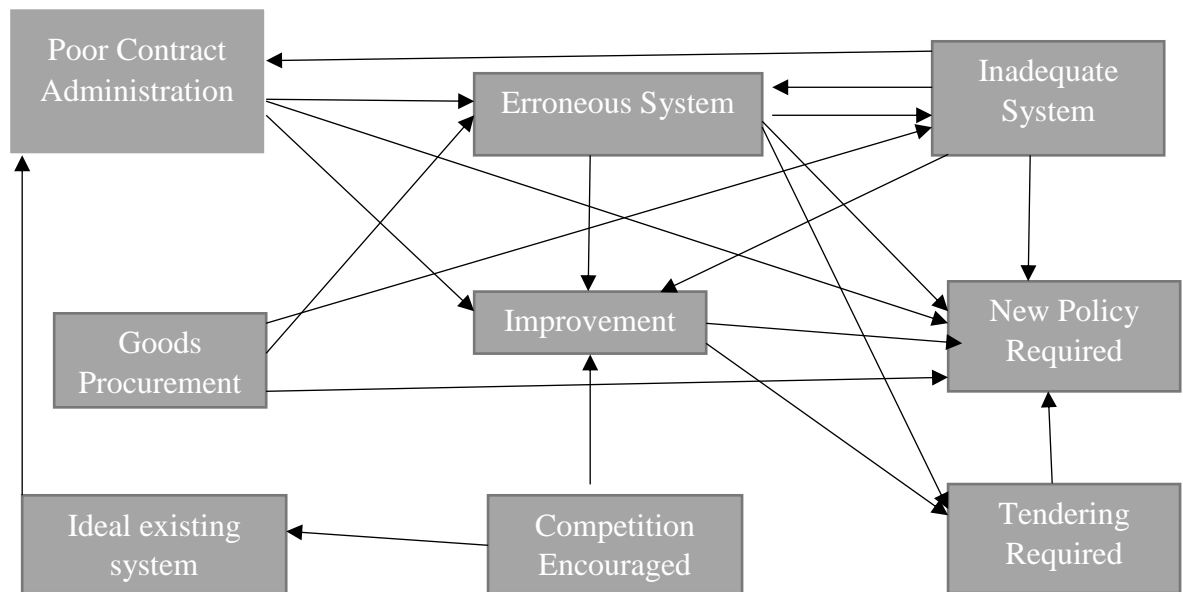 Poor Contract
Administration
Erroneous System
Inadequate
System
Goods
Procurement
Improvement
New Policy
Required
Ideal existing
system
Competition
Encouraged
Tendering
Required